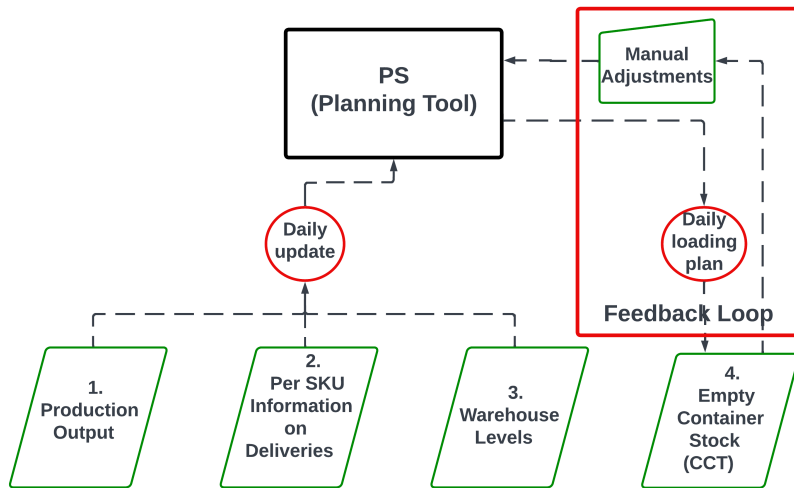 PS
(Planning Tool)
Manual
Adjustments
Daily
update
Daily
loading
plan
Feedback Loop
1.
Production
Output
2.
Per SKU
Information
on
Deliveries
3.
Warehouse
Levels
4.
Empty
Container
Stock
(CCT)